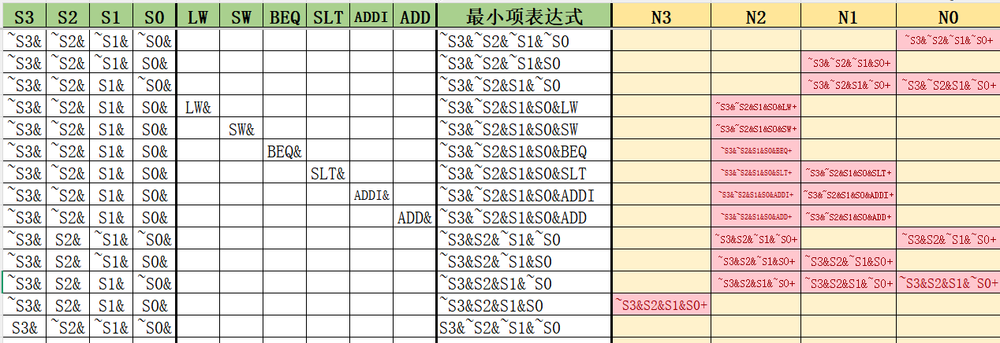 S3 S2 S1 S0 LW SW BEQ SLT ADDI ADD 最小项表达式 N3 N2 N1 N0
~S3& ~S2& ~S1& ~S0& ~S3&~S2&~S1&~S0 ~S3&~S2&~S1&~S0+
~S3& ~S2& ~S1& S0& ~S3&~S2&~S1&S0 ~S3&~S2&~S1&S0+
~S3& ~S2& S1& ~S0& ~S3&~S2&S1&~S0 ~S3&~S2&S1&~S0+ ~S3&~S2&S1&~S0+
~S3& ~S2& S1& S0& LW& ~S3&~S2&S1&S0&LW ~S3&~S2&S1&S0&LW+
~S3& ~S2& S1& S0& SW& ~S3&~S2&S1&S0&SW ~S3&~S2&S1&S0&SW+
~S3& ~S2& S1& S0& BEQ& ~S3&~S2&S1&S0&BEQ ~S3&~S2&S1&S0&BEQ+
~S3& ~S2& S1& S0& SLT& ~S3&~S2&S1&S0&SLT ~S3&~S2&S1&S0&SLT+ ~S3&~S2&S1&S0&SLT+
~S3& ~S2& S1& S0& ADDI& ~S3&~S2&S1&S0&ADDI ~S3&~S2&S1&S0&ADDI+ ~S3&~S2&S1&S0&ADDI+
~S3& ~S2& S1& S0& ADD& ~S3&~S2&S1&S0&ADD ~S3&~S2&S1&S0&ADD+ ~S3&~S2&S1&S0&ADD+
~S3& S2& ~S1& ~S0& ~S3&S2&~S1&~S0 ~S3&S2&~S1&~S0+ ~S3&S2&~S1&~S0+
~S3& S2& ~S1& S0& ~S3&S2&~S1&S0 ~S3&S2&~S1&S0+ ~S3&S2&~S1&S0+
~S3& S2& S1& ~S0& ~S3&S2&S1&~S0 ~S3&S2&S1&~S0+ ~S3&S2&S1&~S0+ ~S3&S2&S1&~S0+
~S3& S2& S1& S0& ~S3&S2&S1&S0 ~S3&S2&S1&S0+
S3& ~S2& ~S1& ~S0& S3&~S2&~S1&~S0